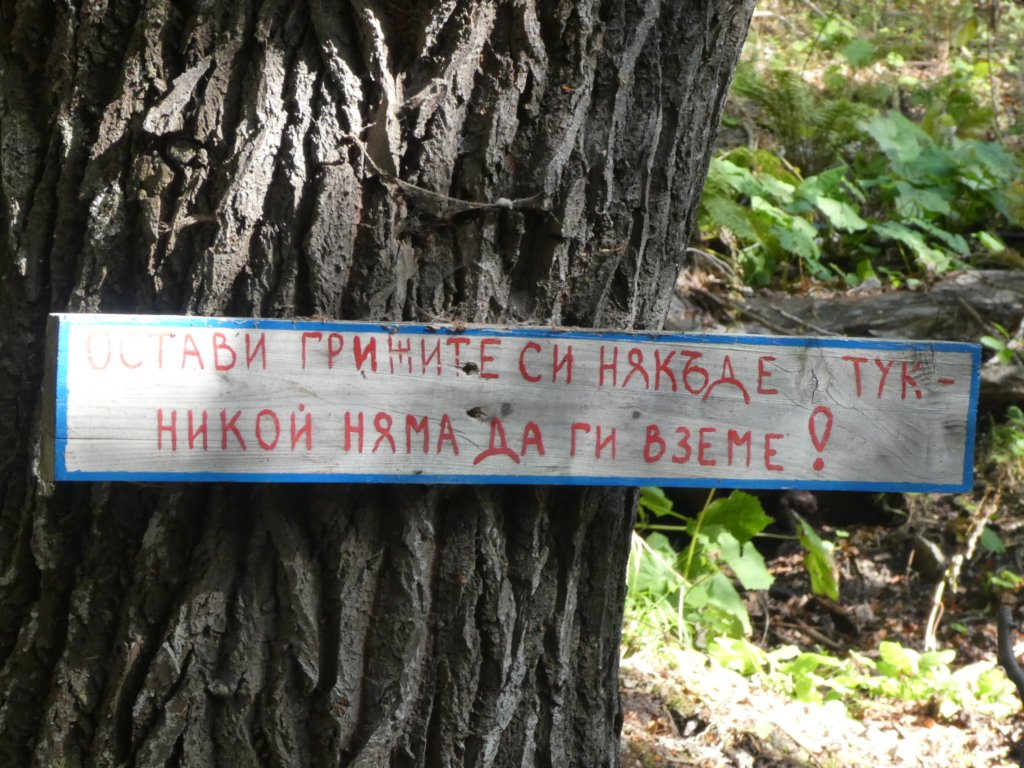 ОСТАВИ ГРИЖИТЕ СИ НЯКЪДЕ ТУК-
НИКОЙ НЯМА ДА ГИ ВЗЕМЕ!